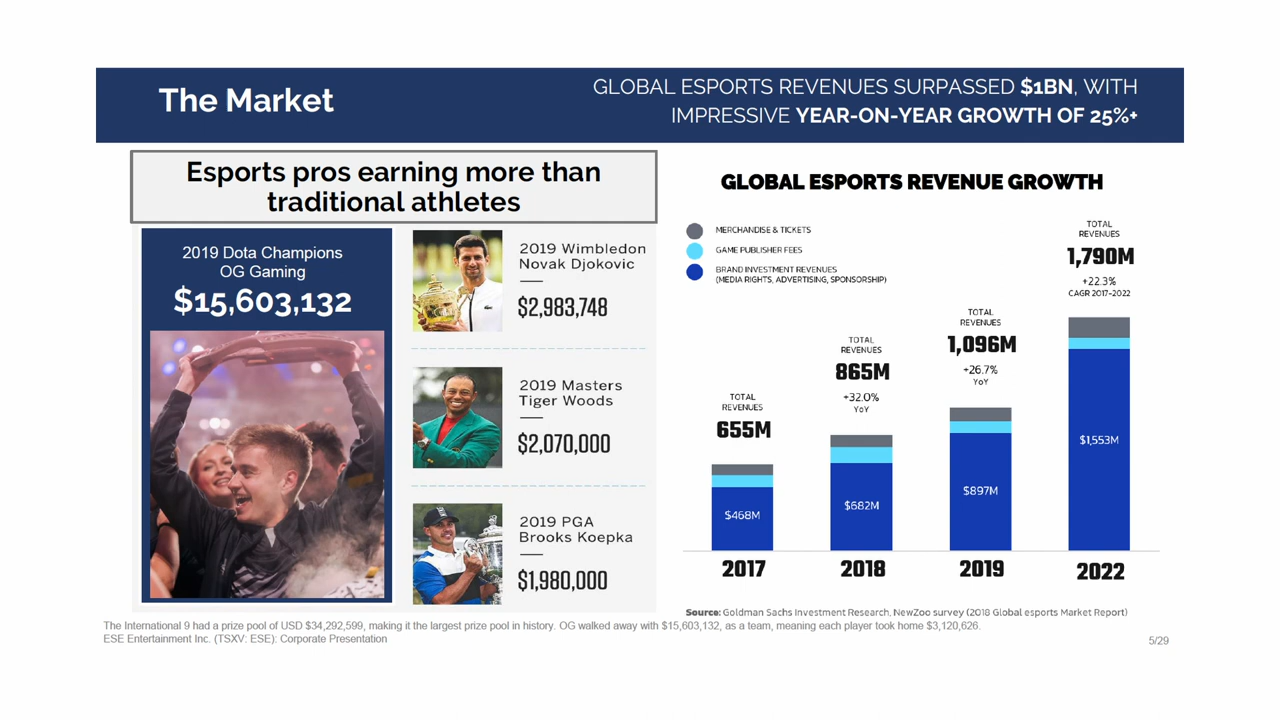 The Market
GLOBAL ESPORTS REVENUES SURPASSED $1BN, WITH
IMPRESSIVE YEAR-ON-YEAR GROWTH OF 25%+
Esports pros earning more than
traditional athletes
2019 Dota Champions
OG Gaming
$15,603,132
2019 Wimbledon
Novak Djokovic
$2,983,748
2019 Masters
Tiger Woods
$2,070,000
2019 PGA
Brooks Koepka
$1,980,000
GLOBAL ESPORTS REVENUE GROWTH
MERCHANDISE & TICKETS
GAME PUBLISHER FEES
BRAND INVESTMENT REVENUES
(MEDIA RIGHTS, ADVERTISING, SPONSORSHIP)
TOTAL
REVENUES
655M
$468M
2017
TOTAL
REVENUES
865M
+32.0%
YoY
$682M
2018
TOTAL
REVENUES
1,096M
+26.7%
YoY
$897M
2019
TOTAL
REVENUES
1,790M
+22.3%
CAGR 2017-2022
$1,553M
2022
Source: Goldman Sachs Investment Research, NewZoo survey (2018 Global esports Market Report)
The International 9 had a prize pool of USD $34,292,599, making it the largest prize pool in history. OG walked away with $15,603,132, as a team, meaning each player took home $3,120,626.
ESE Entertainment Inc. (TSXV: ESE): Corporate Presentation
5/29